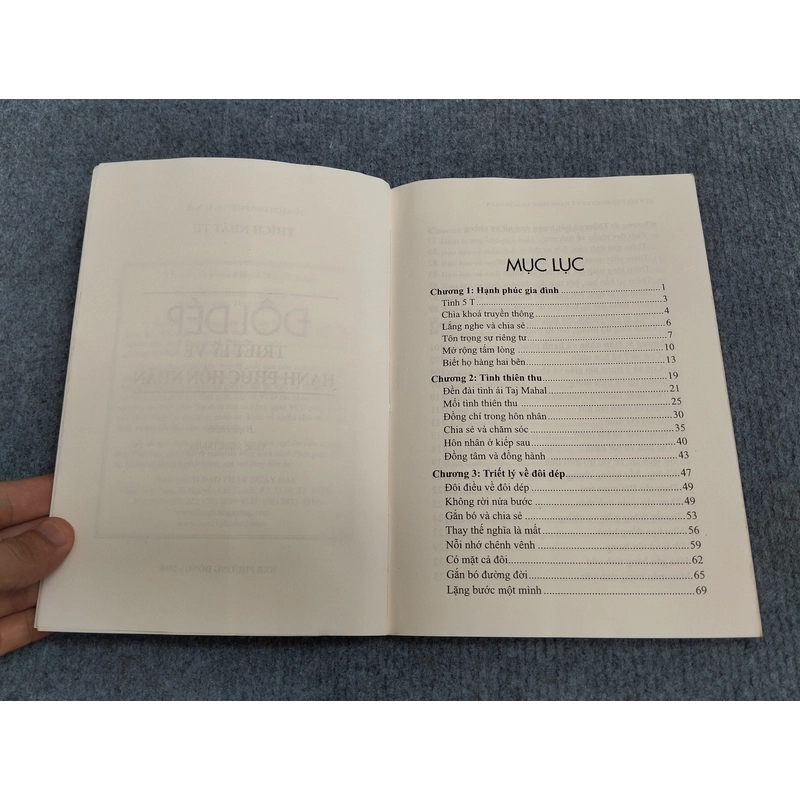 MỤC LỤC
Chương 1: Hạnh phúc gia đình ........ 1
Tình 5 T ........ 3
Chìa khoá truyền thông ........ 4
Lắng nghe và chia sẻ ........ 6
Tôn trọng sự riêng tư ........ 7
Mở rộng tấm lòng ........ 10
Biết họ hàng hai bên ........ 13
Chương 2: Tình thiên thu ........ 19
Đền đài tình ái Taj Mahal ........ 21
Mối tình thiên thu ........ 25
Đồng chí trong hôn nhân ........ 30
Chia sẻ và chăm sóc ........ 35
Hôn nhân ở kiếp sau ........ 40
Đồng tâm và đồng hành ........ 43
Chương 3: Triết lý về đôi dép ........ 47
Đôi điều về đôi dép ........ 49
Không rời nửa bước ........ 49
Gắn bó và chia sẻ ........ 53
Thay thế nghĩa là mất ........ 56
Nỗi nhớ chênh vênh ........ 59
Có mặt cả đôi ........ 62
Gắn bó đường đời ........ 65
Lặng bước một mình ........ 69
THÍCH NHẬT TỪ
ĐÔI DÉP
TRIẾT LÝ VỀ
HẠNH PHÚC HÔN NHÂN